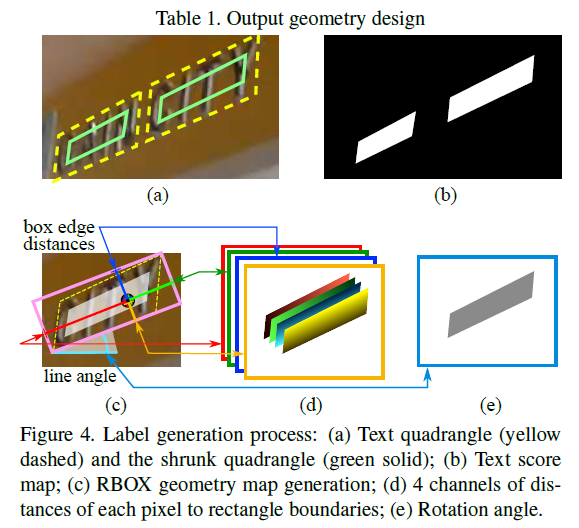 Table 1. Output geometry design
(a)
(b)
box edge
distances
line angle
(c)
(d)
(e)
Figure 4. Label generation process: (a) Text quadrangle (yellow
dashed) and the shrunk quadrangle (green solid); (b) Text score
map; (c) RBOX geometry map generation; (d) 4 channels of dis-
tances of each pixel to rectangle boundaries; (e) Rotation angle.